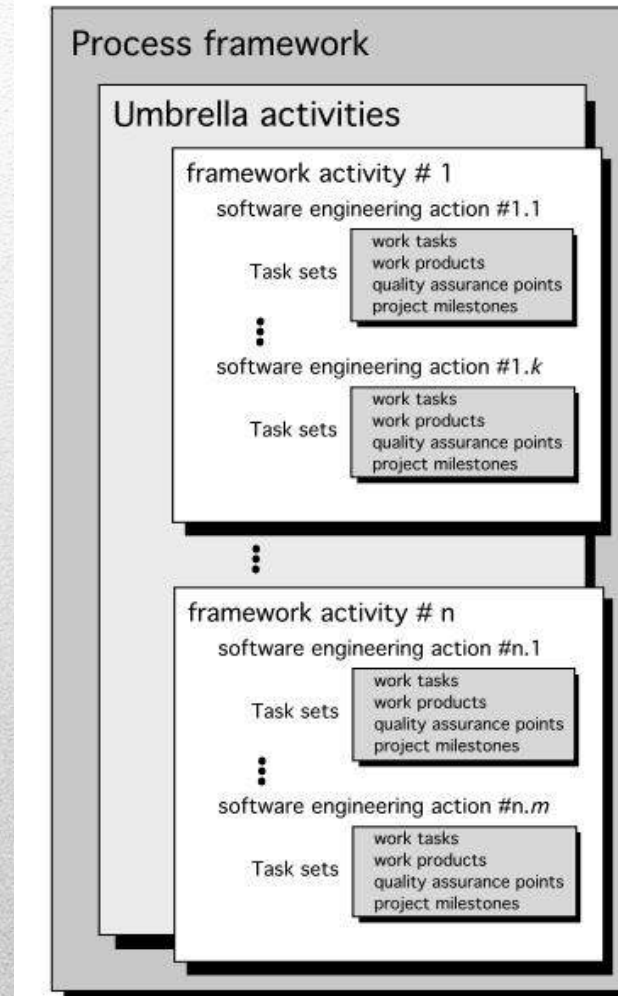 Process framework
Umbrella activities
framework activity # 1
software engineering action #1.1
Task sets
work tasks
work products
quality assurance points
project milestones
software engineering action #1.k
Task sets
work tasks
work products
quality assurance points
project milestones
framework activity # n
software engineering action #n.1
Task sets
work tasks
work products
quality assurance points
project milestones
software engineering action #n.m
Task sets
work tasks
work products
quality assurance points
project milestones